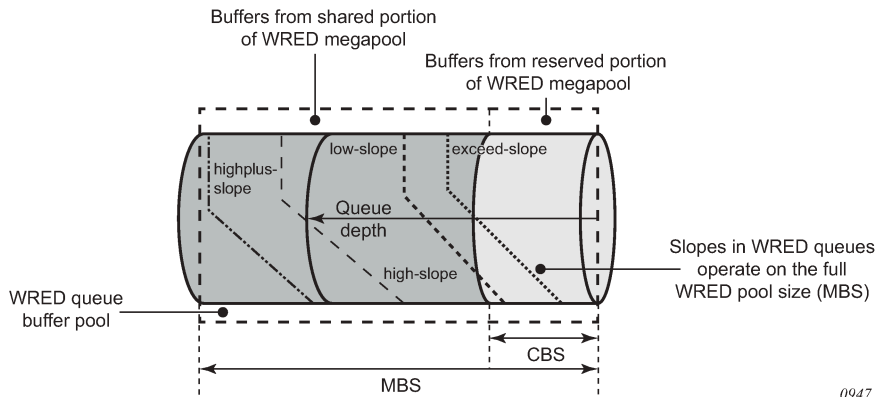 Buffers from shared portion
of WRED megapool
Buffers from reserved portion
of WRED megapool
low-slope
exceed-slope
highplus-
slope
Queue
depth
high-slope
Slopes in WRED queues
operate on the full
WRED pool size (MBS)
WRED queue
buffer pool
CBS
MBS
0947